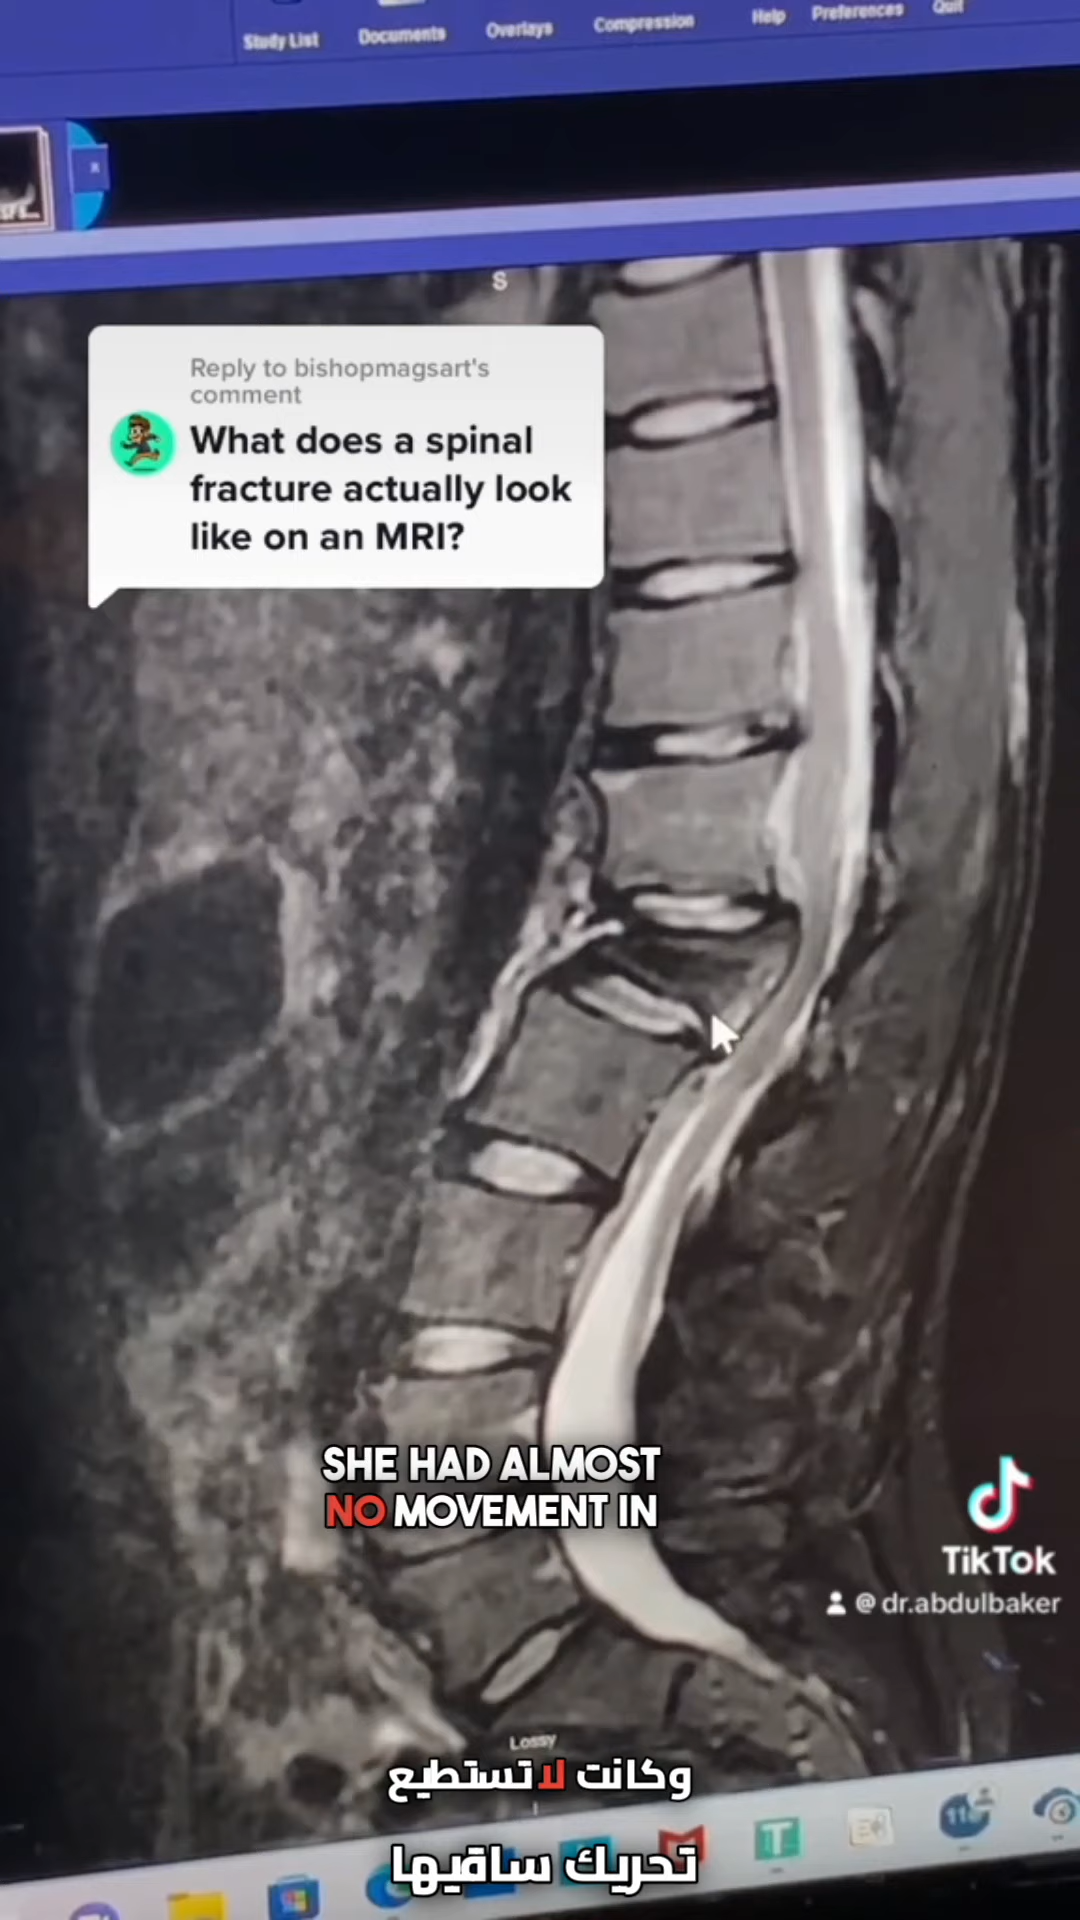 Study List
Documents
Overlays
Compression
Help
Preferences
Quit
S
Reply to bishopmagsart's
comment
What does a spinal
fracture actually look
like on an MRI?
SHE HAD ALMOST
NO MOVEMENT IN
TikTok
@dr.abdulbaker
Lossy
وكانت لا تستطيع
تحريك ساقيها